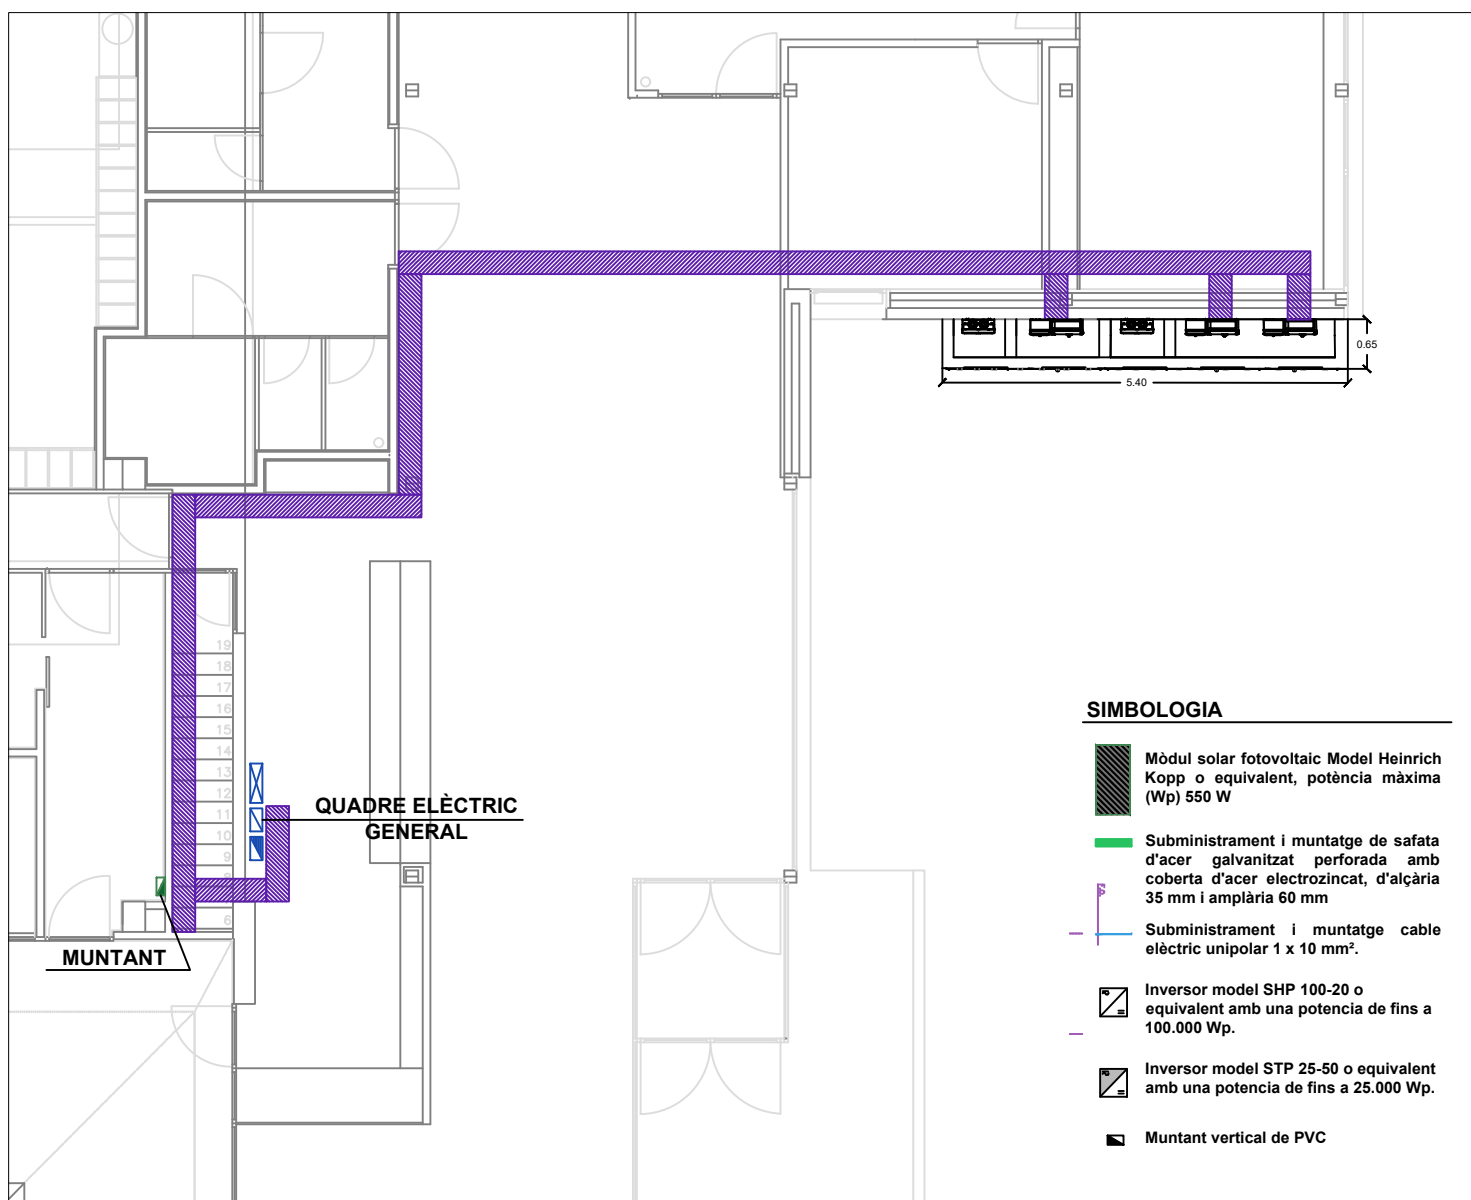 0.65
5.40
19
18
17
16
15
14
13
12
11
10
9
8
6
QUADRE ELÈCTRIC
GENERAL
MUNTANT
SIMBOLOGIA
Mòdul solar fotovoltaic Model Heinrich
Kopp o equivalent, potència màxima
(Wp) 550 W
Subministrament i muntatge de safata
d'acer galvanitzat perforada amb
coberta d'acer electrozincat, d'alçària
35 mm i amplària 60 mm
Subministrament i muntatge cable
elèctric unipolar 1 x 10 mm².
Inversor model SHP 100-20 o
equivalent amb una potencia de fins a
100.000 Wp.
Inversor model STP 25-50 o equivalent
amb una potencia de fins a 25.000 Wp.
Muntant vertical de PVC